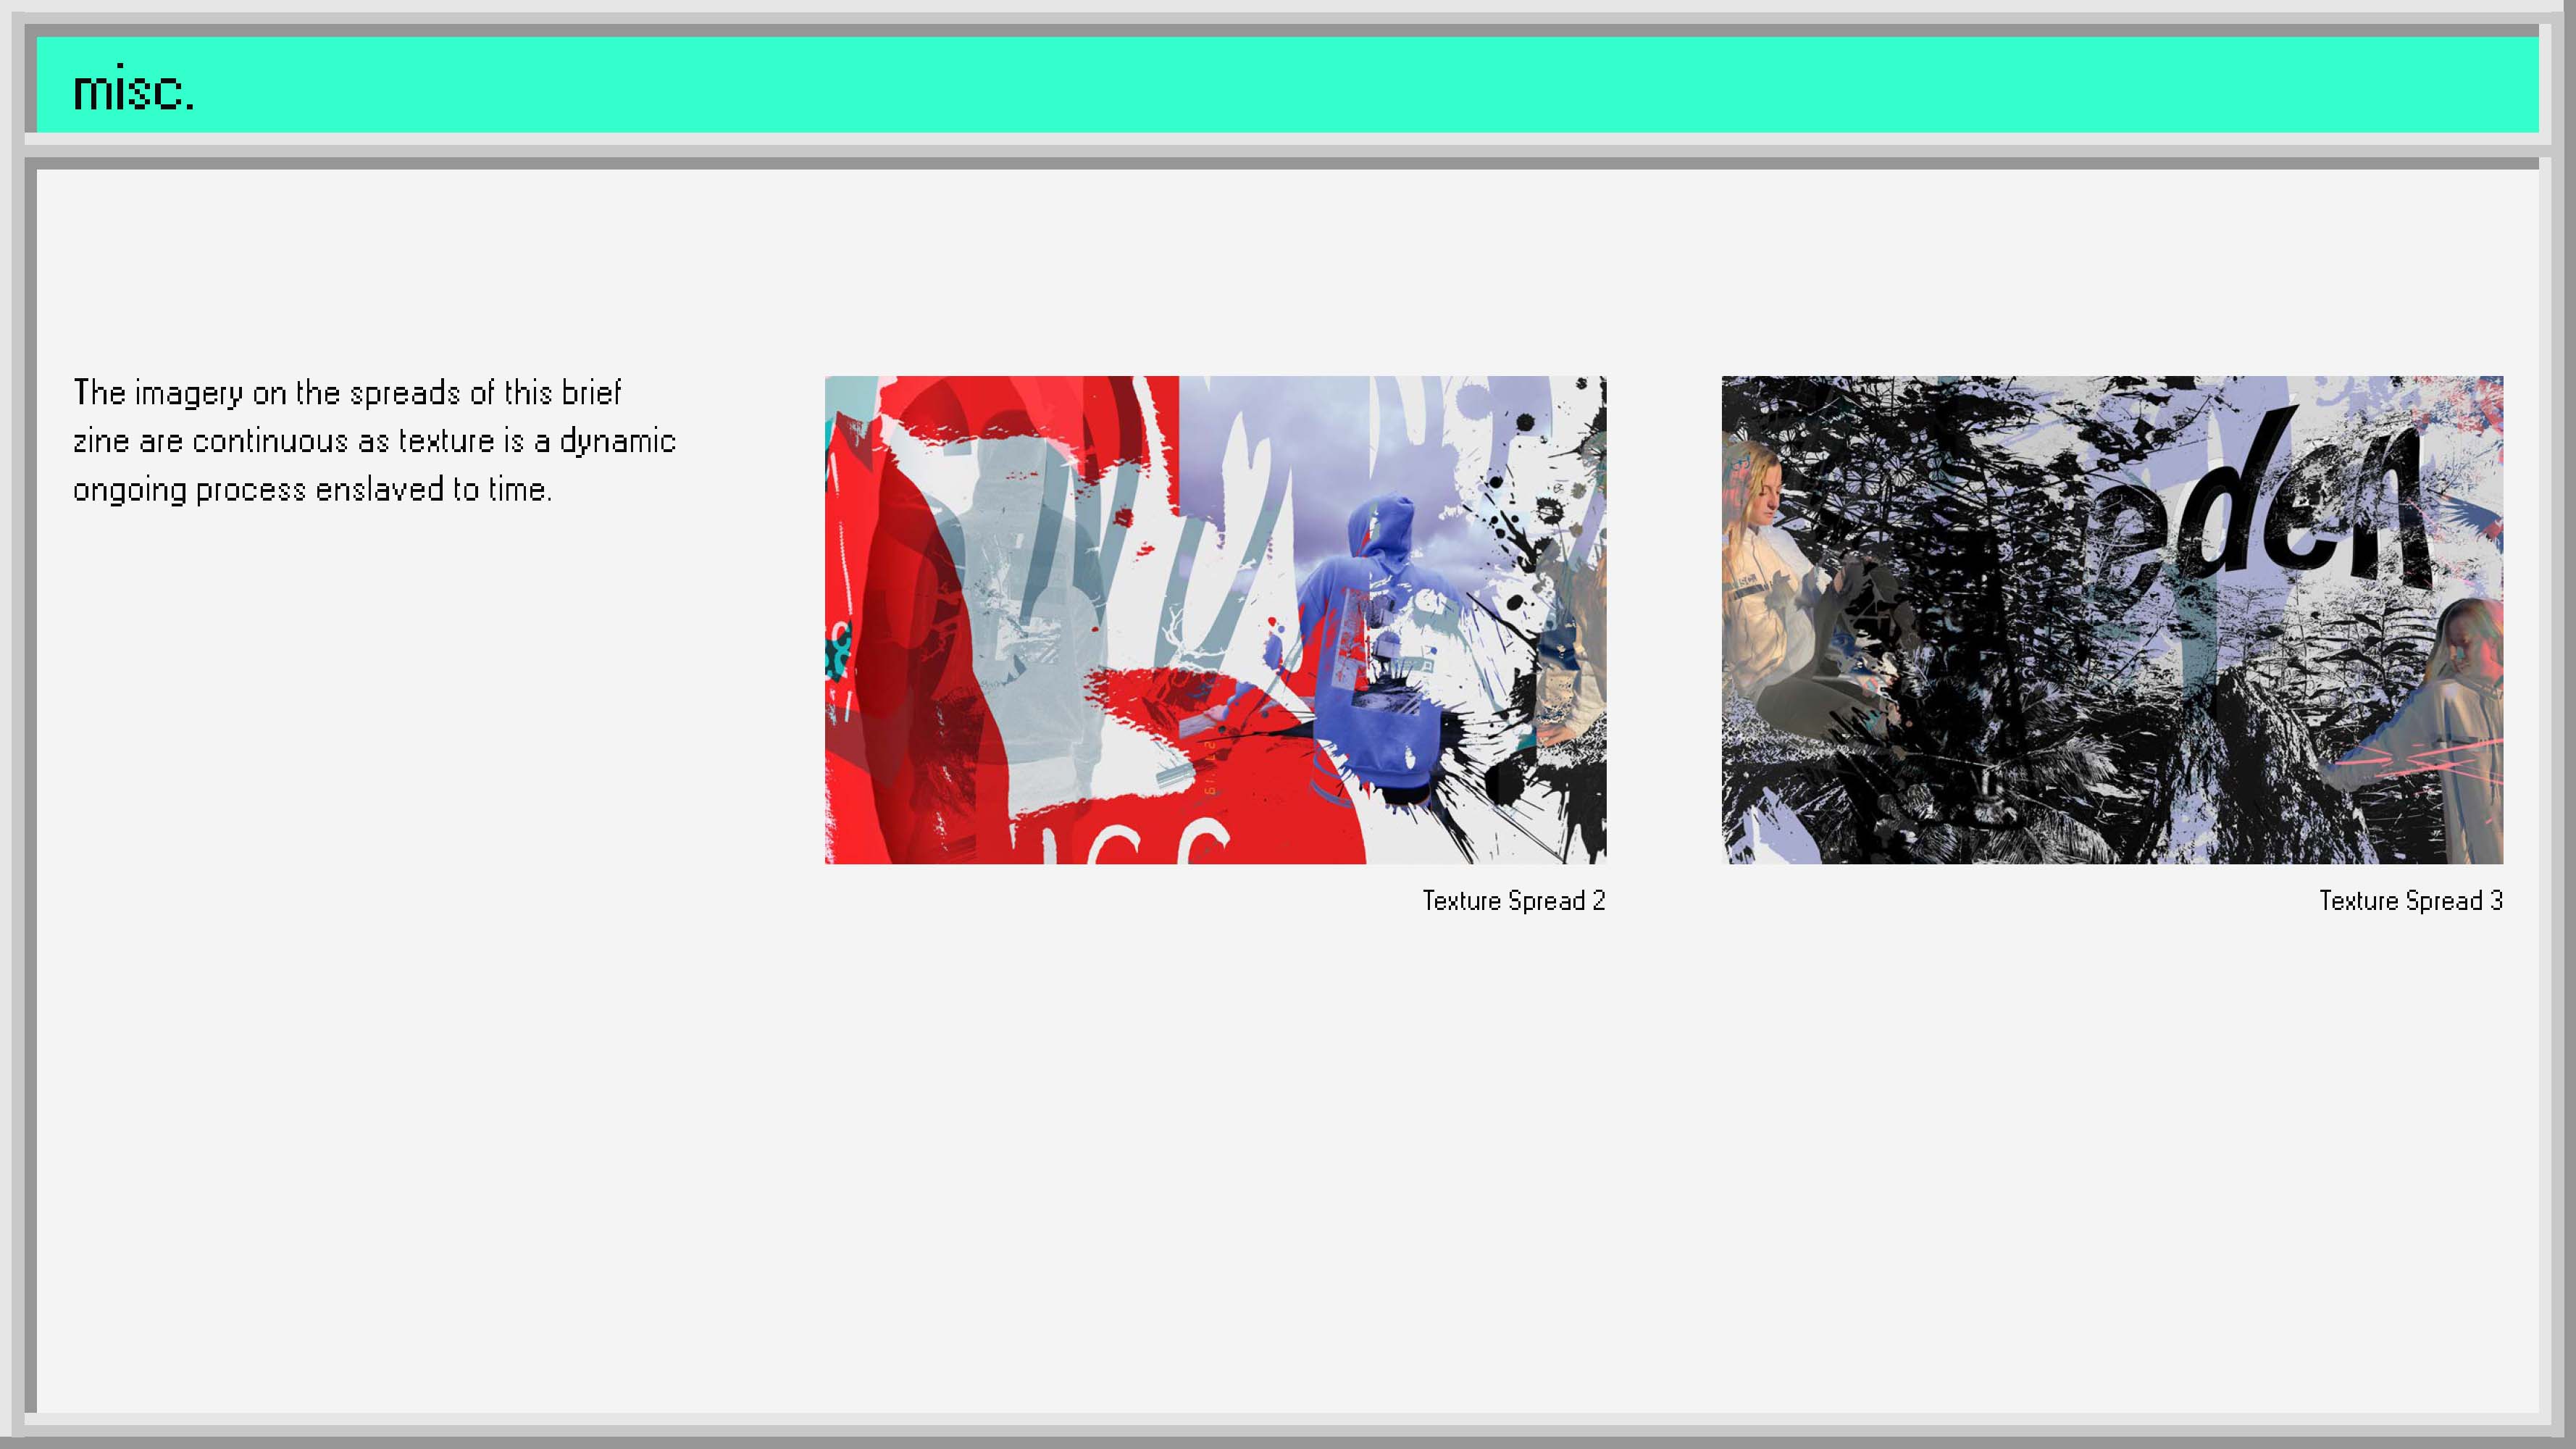 misc.
The imagery on the spreads of this brief
zine are continuous as texture is a dynamic
ongoing process enslaved to time.
eden
Texture Spread 2
Texture Spread 3